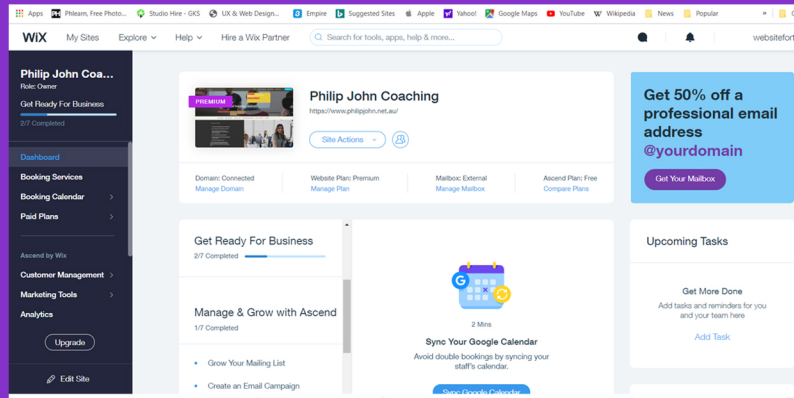 Apps
Phlearn, Free Photo...
Studio Hire - GKS
UX & Web Design...
Empire
Suggested Sites
Apple
Yahoo!
Google Maps
YouTube
Wikipedia
News
Popular
»
WiX
My Sites
Explore
Help
Hire a Wix Partner
Search for tools, apps, help & more...
websitefort
Philip John Coa...
Role: Owner
Get Ready For Business
2/7 Completed
Dashboard
Booking Services
Booking Calendar
Paid Plans
Ascend by Wix
Customer Management
Marketing Tools
Analytics
Upgrade
Edit Site
PREMIUM
Philip John Coaching
https://www.philipjohn.net.au/
Site Actions
Domain: Connected
Manage Domain
Website Plan: Premium
Manage Plan
Mailbox: External
Manage Mailbox
Ascend Plan: Free
Compare Plans
Get 50% off a
professional email
address
@yourdomain
Get Your Mailbox
Get Ready For Business
2/7 Completed
Manage & Grow with Ascend
1/7 Completed
Grow Your Mailing List
Create an Email Campaign
2 Mins
Sync Your Google Calendar
Avoid double bookings by syncing your
staff's calendar.
Sync Google Calendar
Upcoming Tasks
Get More Done
Add tasks and reminders for you
and your team here
Add Task